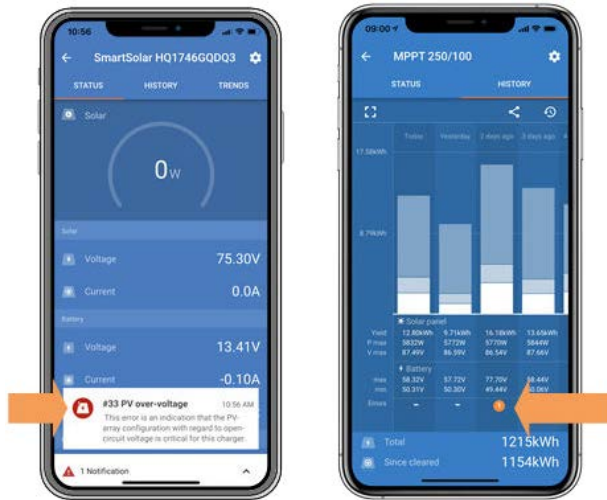 10:56
SmartSolar HQ1746GQDQ3
STATUS HISTORY TRENDS
Solar
0w
Solar
Voltage 75.30V
Current 0.0A
Battery
Voltage 13.41V
Current -0.10A
#33 PV over-voltage 10:56 AM
This error is an indication that the PV-
array configuration with regard to open-
circuit voltage is critical for this charger.
1 Notification
09:00
MPPT 250/100
STATUS HISTORY
Today Yesterday 2 days ago 3 days ago
17.58kWh
8.79kWh
Solar panel
Yield 12.80kWh 9.71kWh 16.18kWh 13.65kWh
P max 5832W 5772W 5770W 5844W
V max 87.49V 86.59V 86.54V 87.66V
Battery
max 58.32V 57.72V 77.70V 58.44V
min 50.31V 50.30V 49.44V
Errors – – 1
Total 1215kWh
Since cleared 1154kWh